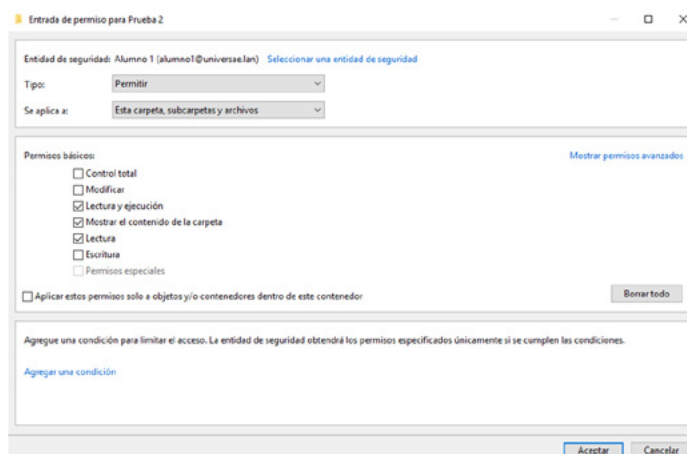 Entrada de permiso para Prueba 2
Entidad de seguridad: Alumno 1 (alumno1@universae.lan) Seleccionar una entidad de seguridad
Tipo: Permitir
Se aplica a: Esta carpeta, subcarpetas y archivos
Permisos básicos: Mostrar permisos avanzados
Control total
Modificar
Lectura y ejecución
Mostrar el contenido de la carpeta
Lectura
Escritura
Permisos especiales
Aplicar estos permisos solo a objetos y/o contenedores dentro de este contenedor Borrar todo
Agregue una condición para limitar el acceso. La entidad de seguridad obtendrá los permisos especificados únicamente si se cumplen las condiciones.
Agregar una condición
Aceptar Cancelar